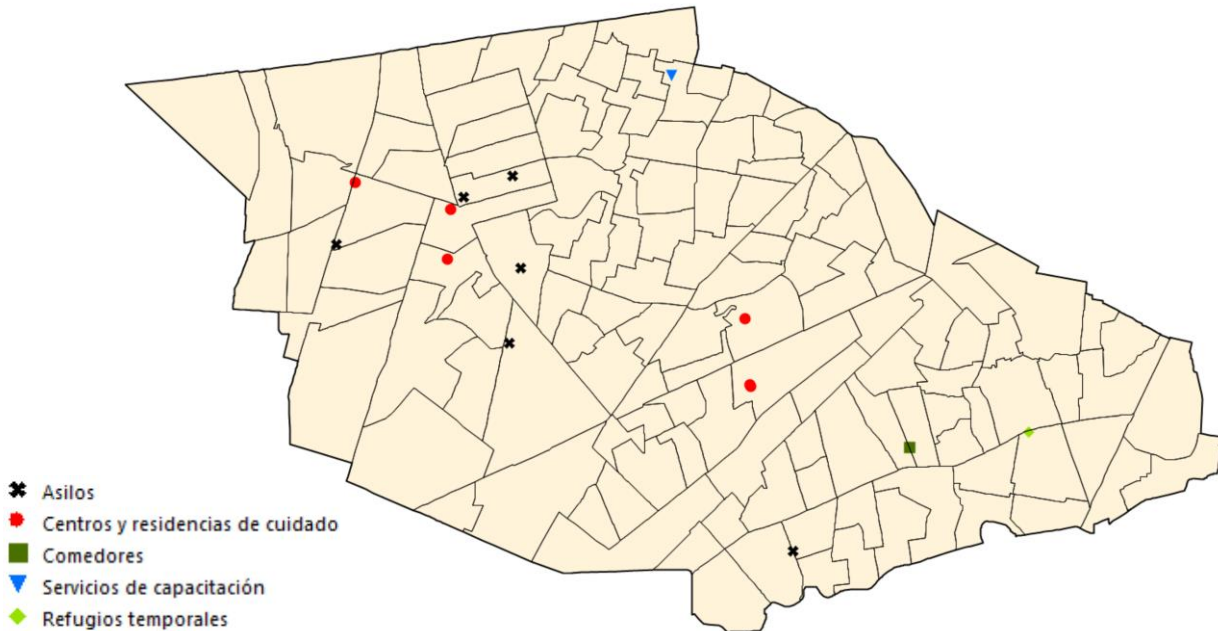 Asilos
Centros y residencias de cuidado
Comedores
Servicios de capacitación
Refugios temporales